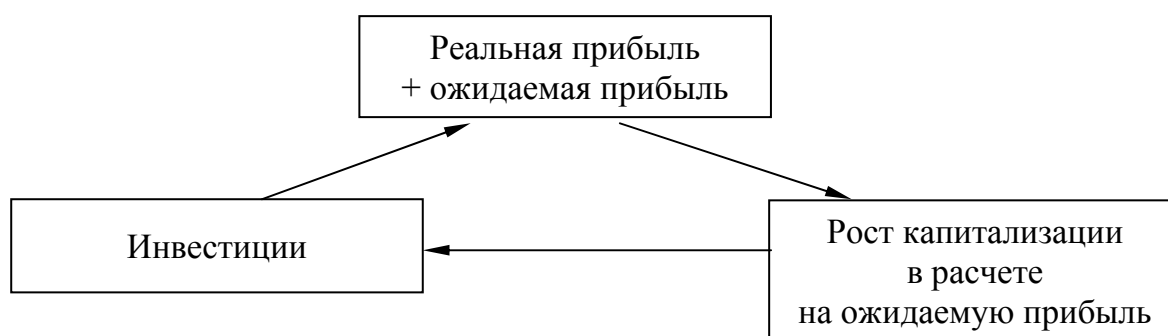 Реальная прибыль
+ ожидаемая прибыль
Инвестиции
Рост капитализации
в расчете
на ожидаемую прибыль